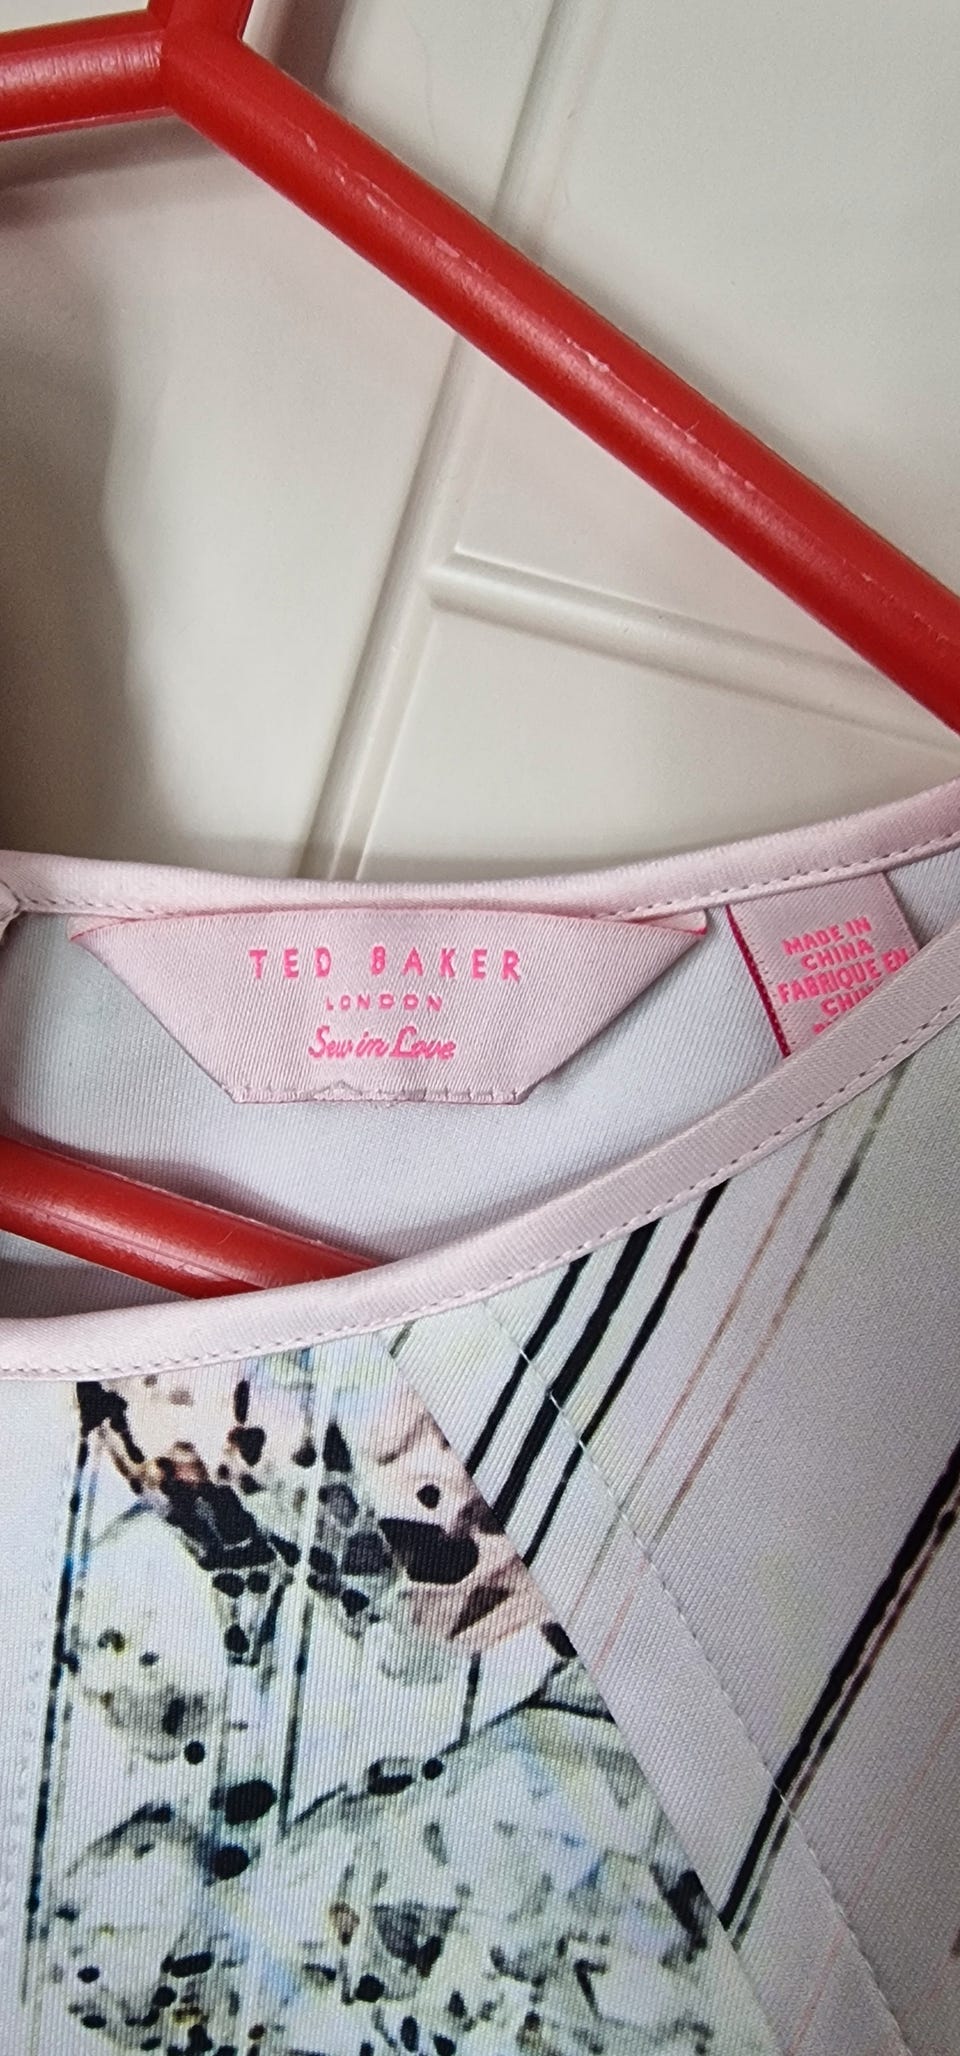 TED BAKER
LONDON
Sew in Love
MADE IN
CHINA
FABRIQUE EN